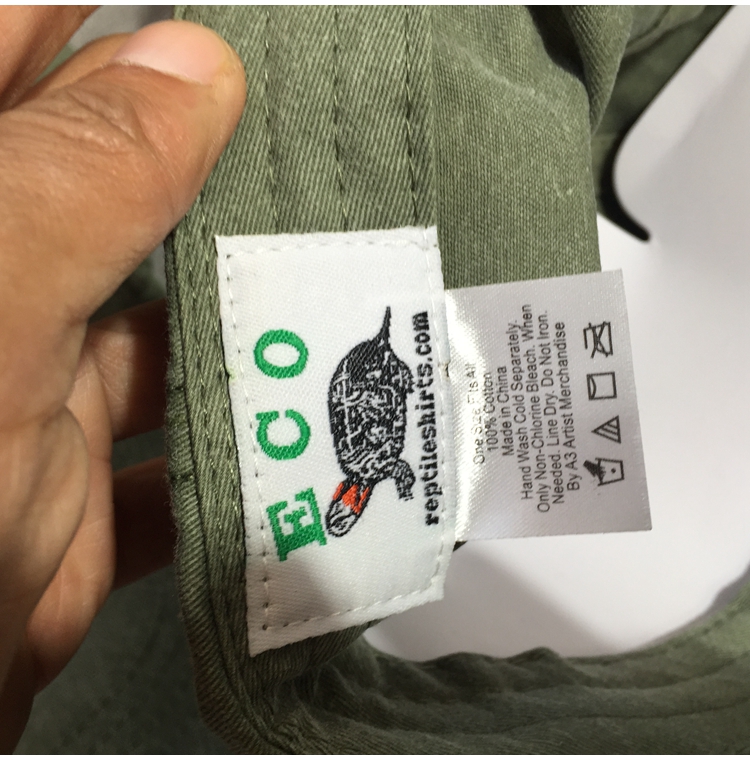 ECO
reptileshirts.com
One Size Fits All
100% Cotton
Made in China
Hand Wash Cold Separately.
Only Non-Chlorine Bleach. When
Needed. Line Dry. Do Not Iron.
By A3 Artist Merchandise